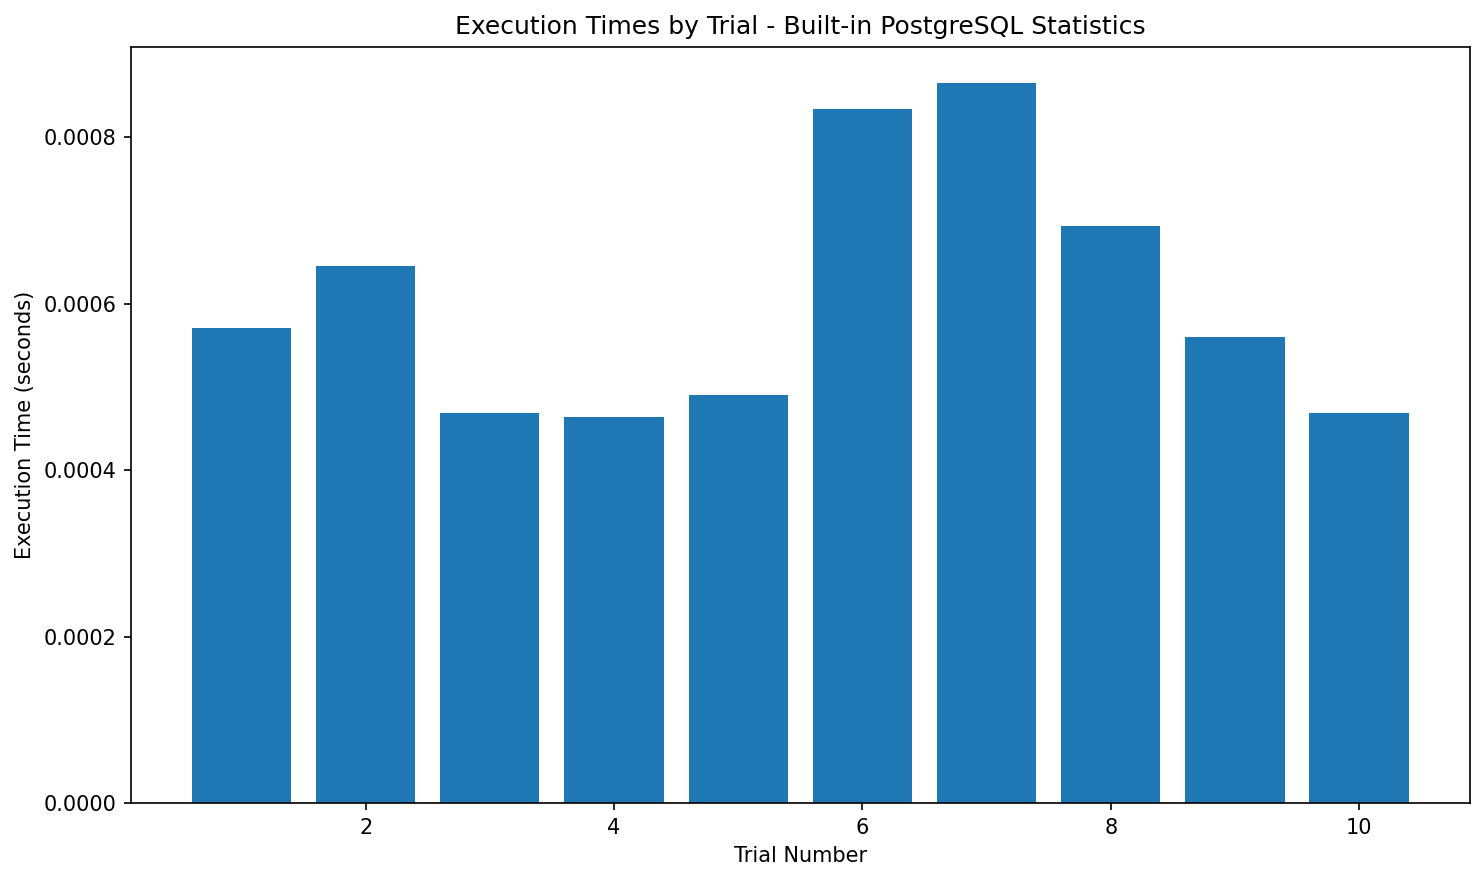 Execution Times by Trial - Built-in PostgreSQL Statistics
Execution Time (seconds)
0.0008
0.0006
0.0004
0.0002
0.0000
2 4 6 8 10
Trial Number